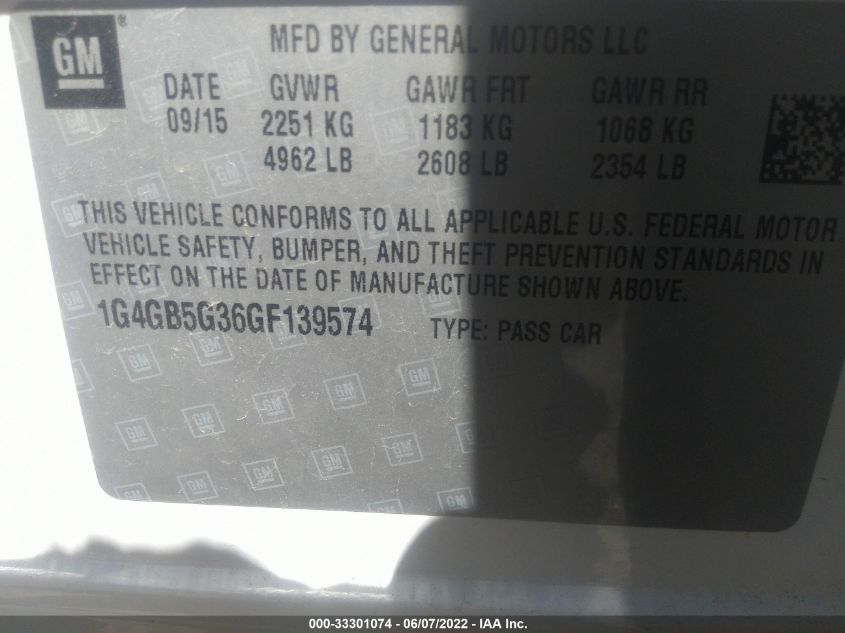 GM ®
MFD BY GENERAL MOTORS LLC
DATE GVWR GAWR FRT GAWR RR
09/15 2251 KG 1183 KG 1068 KG
4962 LB 2608 LB 2354 LB
THIS VEHICLE CONFORMS TO ALL APPLICABLE U.S. FEDERAL MOTOR
VEHICLE SAFETY, BUMPER, AND THEFT PREVENTION STANDARDS IN
EFFECT ON THE DATE OF MANUFACTURE SHOWN ABOVE.
1G4GB5G36GF139574 TYPE: PASS CAR
000-33301074 - 06/07/2022 - IAA Inc.